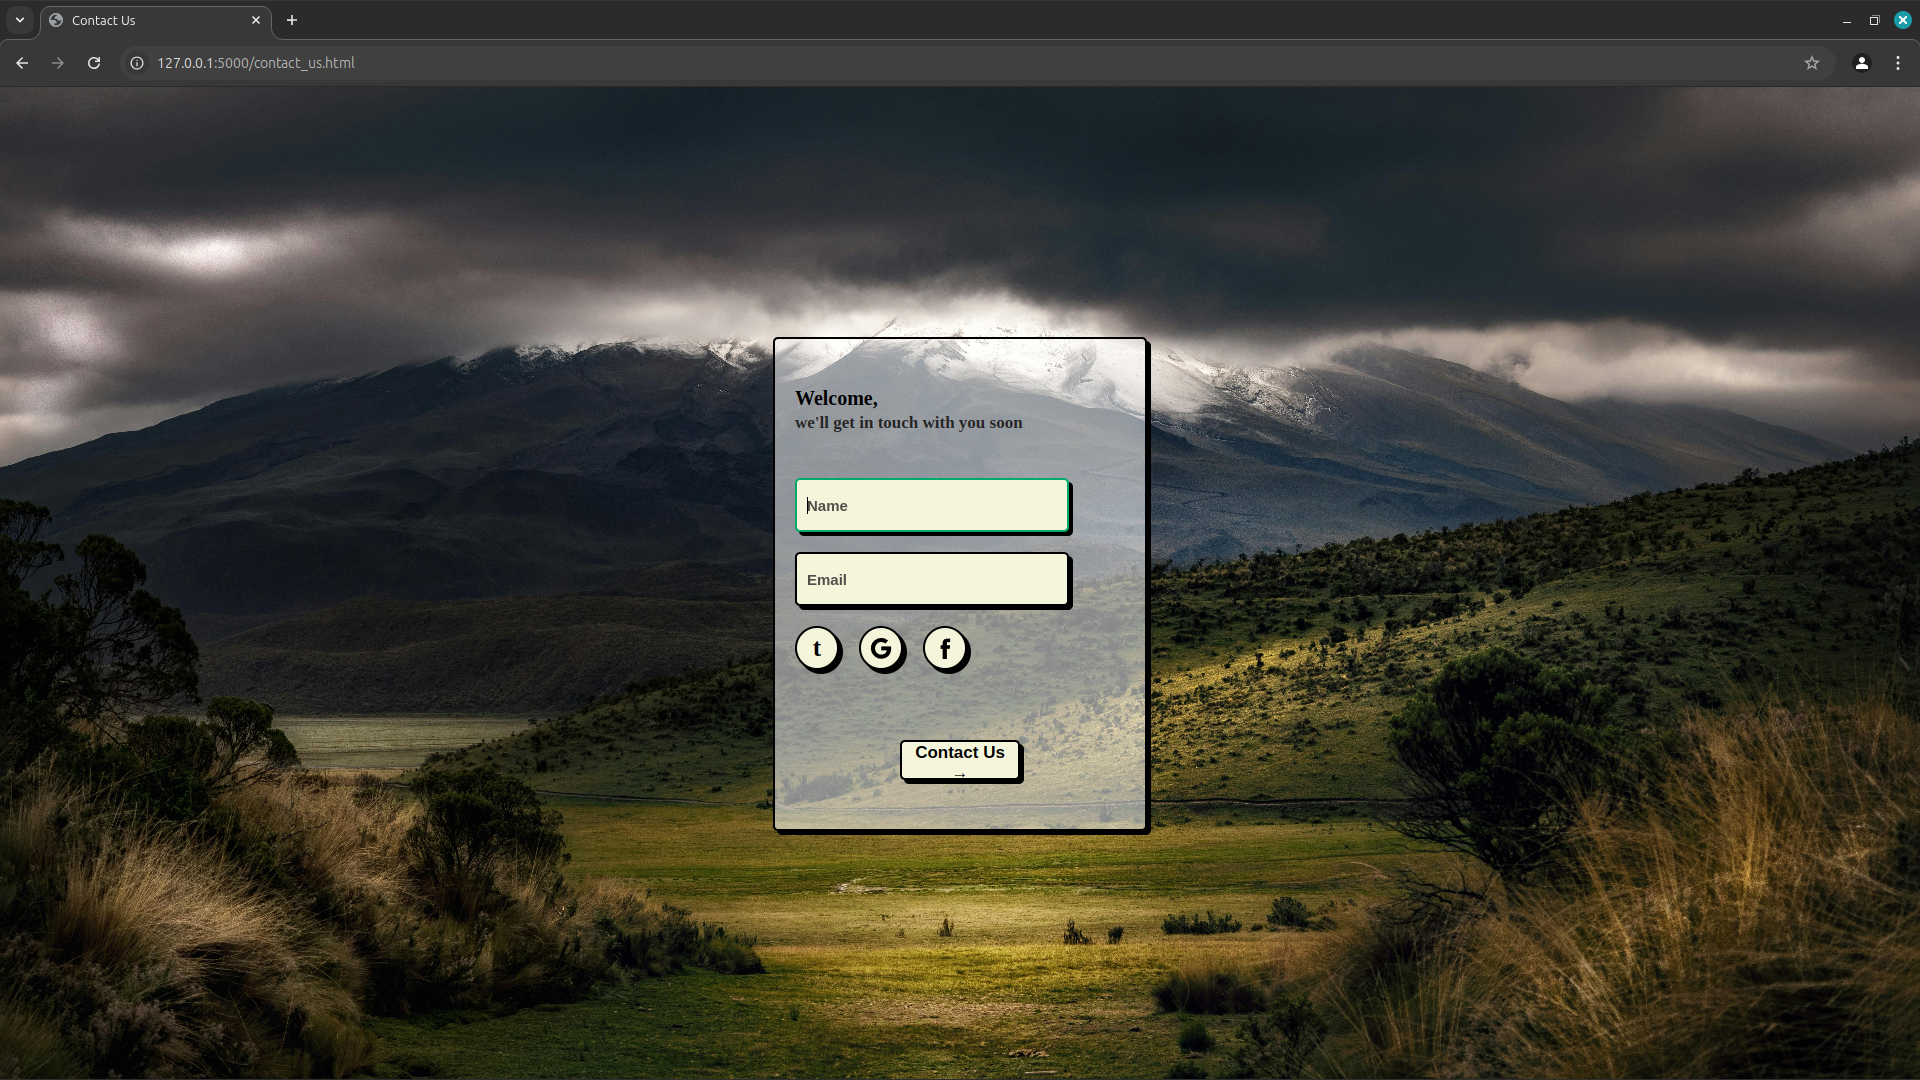 Contact Us
127.0.0.1:5000/contact_us.html
Welcome,
we'll get in touch with you soon
Name
Email
t G f
Contact Us
→